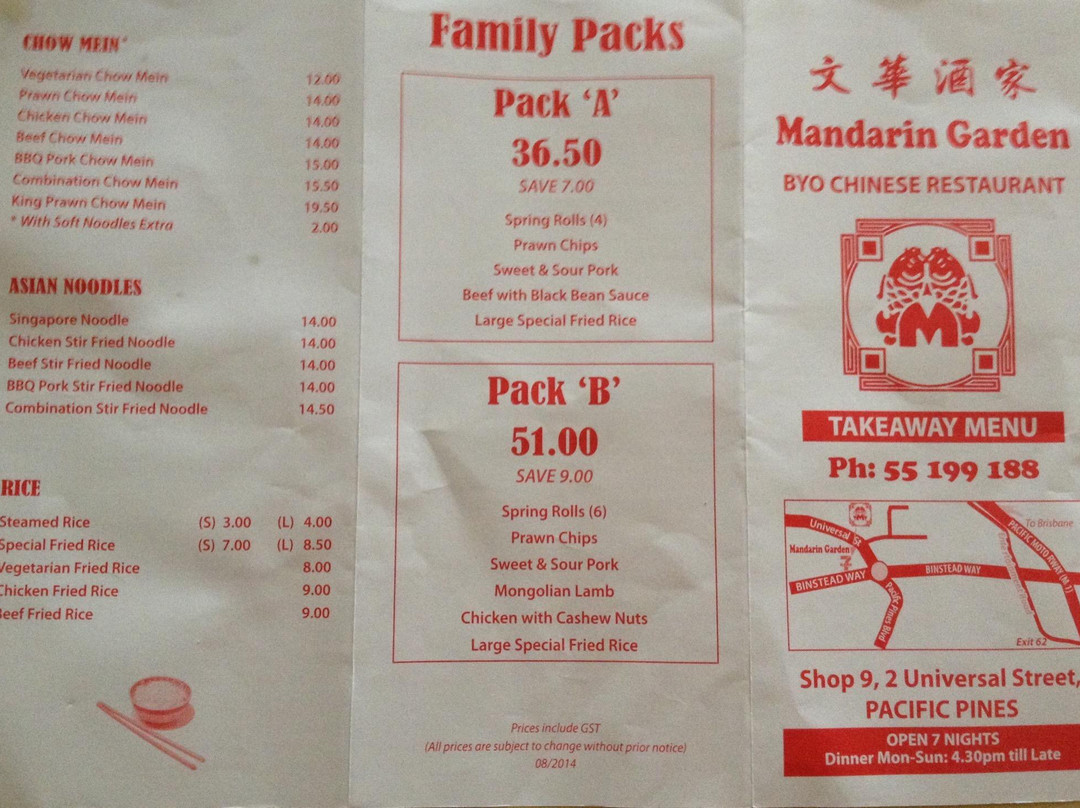 CHOW MEIN*
Vegetarian Chow Mein 12.00
Prawn Chow Mein 14.00
Chicken Chow Mein 14.00
Beef Chow Mein 14.00
BBQ Pork Chow Mein 15.00
Combination Chow Mein 15.50
King Prawn Chow Mein 19.50
* With Soft Noodles Extra 2.00
ASIAN NOODLES
Singapore Noodle 14.00
Chicken Stir Fried Noodle 14.00
Beef Stir Fried Noodle 14.00
BBQ Pork Stir Fried Noodle 14.00
Combination Stir Fried Noodle 14.50
RICE
Steamed Rice (S) 3.00 (L) 4.00
Special Fried Rice (S) 7.00 (L) 8.50
Vegetarian Fried Rice 8.00
Chicken Fried Rice 9.00
Beef Fried Rice 9.00
Family Packs
Pack ‘A’
36.50
SAVE 7.00
Spring Rolls (4)
Prawn Chips
Sweet & Sour Pork
Beef with Black Bean Sauce
Large Special Fried Rice
Pack ‘B’
51.00
SAVE 9.00
Spring Rolls (6)
Prawn Chips
Sweet & Sour Pork
Mongolian Lamb
Chicken with Cashew Nuts
Large Special Fried Rice
Prices include GST
(All prices are subject to change without prior notice)
08/2014
文華酒家
Mandarin Garden
BYO CHINESE RESTAURANT
M
TAKEAWAY MENU
Ph: 55 199 188
Universal St
To Brisbane
PACIFIC MOTORWAY (M-1)
Mandarin Garden
BINSTEAD WAY
BINSTEAD WAY
Pacific Pines Blvd
Exit 62
Shop 9, 2 Universal Street,
PACIFIC PINES
OPEN 7 NIGHTS
Dinner Mon-Sun: 4.30pm till Late